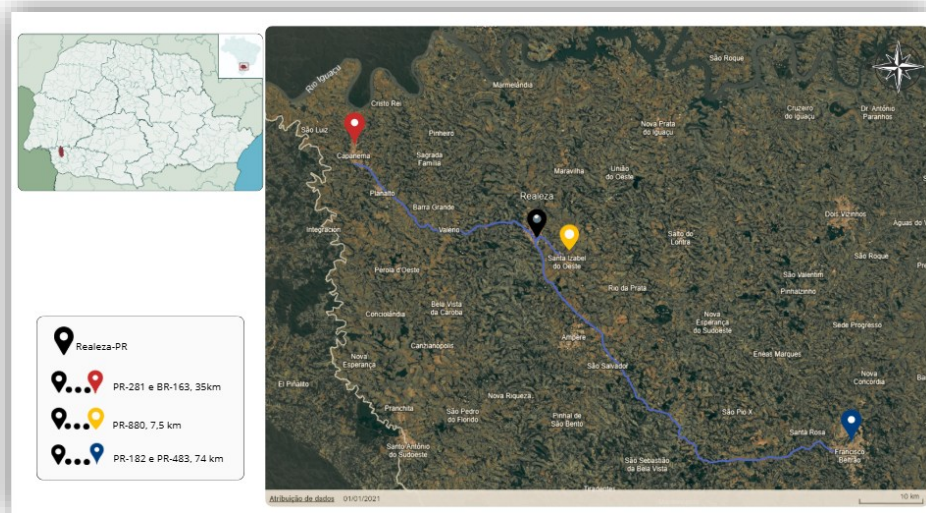 Rio Iguaçu
Cristo Rei
Marmelândia
São Roque
São Luiz
Pinheiro
Nova Prata
do Iguaçu
Cruzeiro
do Iguaçu
Dr. Antônio
Paranhos
Capanema
Sagrada
Família
Maravilha
União
do Oeste
Planalto
Realeza
Barra Grande
Dois Vizinhos
Integración
Valério
Salto do
Lontra
Santa Izabel
do Oeste
São Roque
Perola d'Oeste
São Valentim
Rio da Prata
Pinhalzinho
Bela Vista
da Caroba
Conciolândia
Nova
Esperança
do Sudoeste
Sede Progresso
Ampére
Realeza-PR
Canzianopois
Nova
Esperança
Enéas Marques
São Salvador
Nova
Concórdia
PR-281 e BR-163, 35km
El Piñalito
Nova Riqueza
Pranchita
São Pedro
do Florido
Pinhal de
São Bento
São Pio X
PR-880, 7,5 km
Santa Rosa
Santo Antônio
do Sudoeste
Francisco
Beltrão
PR-182 e PR-483, 74 km
São Sebastião
da Bela Vista
Atribuição de dados 01/01/2021
10 km